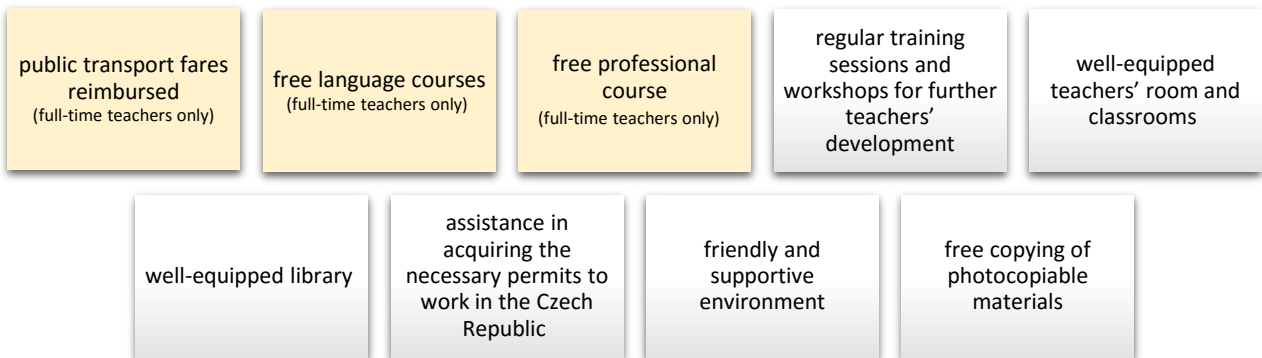 public transport fares
reimbursed
(full-time teachers only)
free language courses
(full-time teachers only)
free professional
course
(full-time teachers only)
regular training
sessions and
workshops for further
teachers’
development
well-equipped
teachers’ room and
classrooms
well-equipped library
assistance in
acquiring the
necessary permits to
work in the Czech
Republic
friendly and
supportive
environment
free copying of
photocopiable
materials